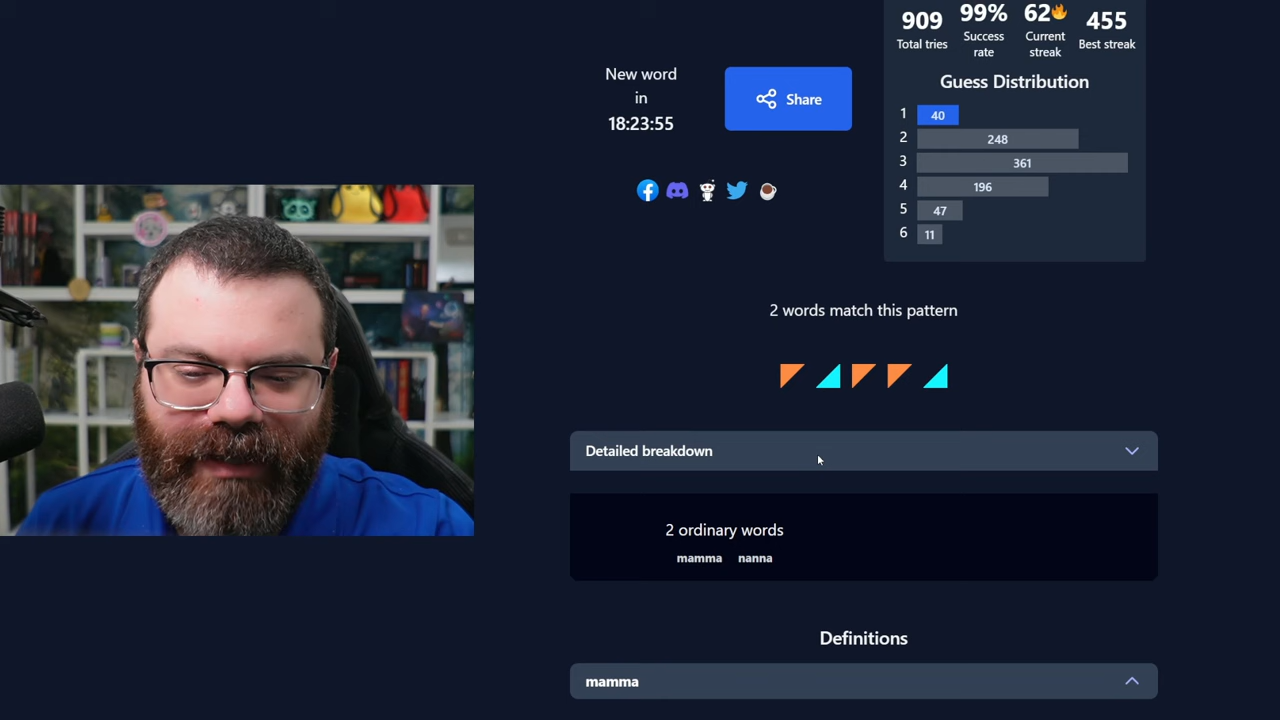 909
Total tries
99%
Success
rate
62🔥
Current
streak
455
Best streak
New word
in
18:23:55
Share
Guess Distribution
1 40
2 248
3 361
4 196
5 47
6 11
2 words match this pattern
Detailed breakdown
2 ordinary words
mamma nanna
Definitions
mamma